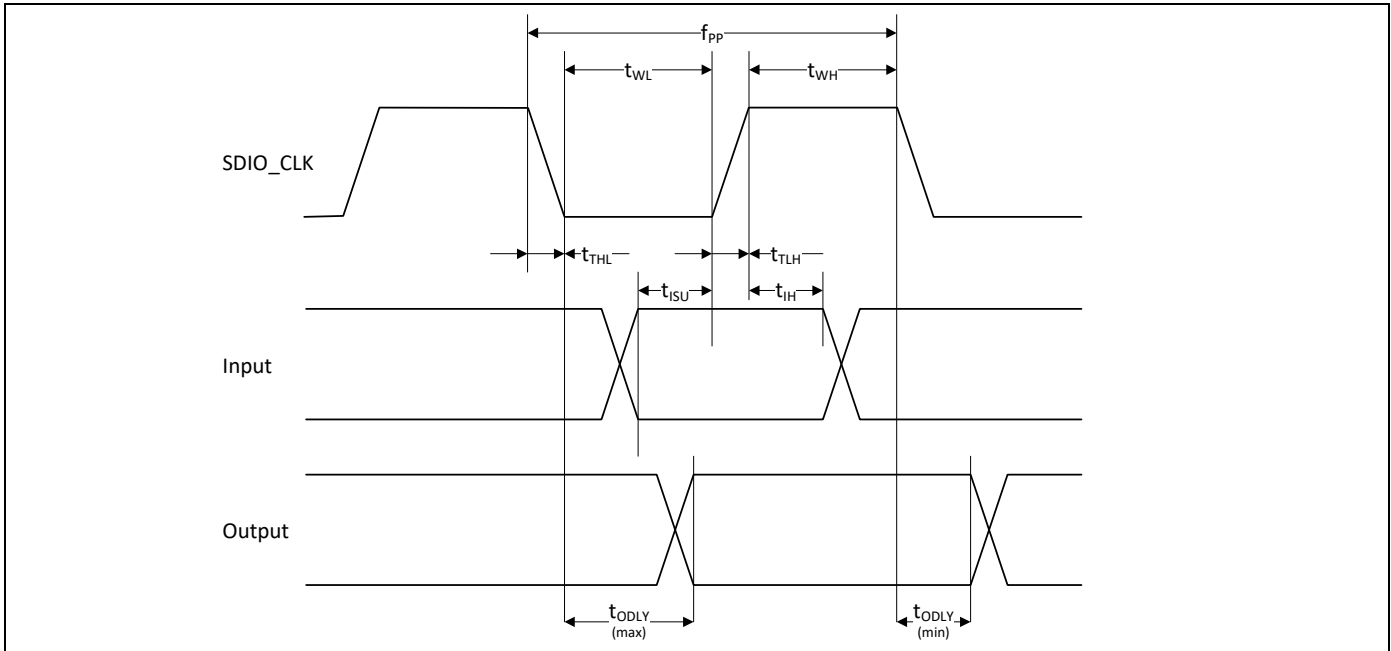 fPP
tWL
tWH
SDIO_CLK
tTHL
tTLH
tISU
tIH
Input
Output
tODLY
(max)
tODLY
(min)